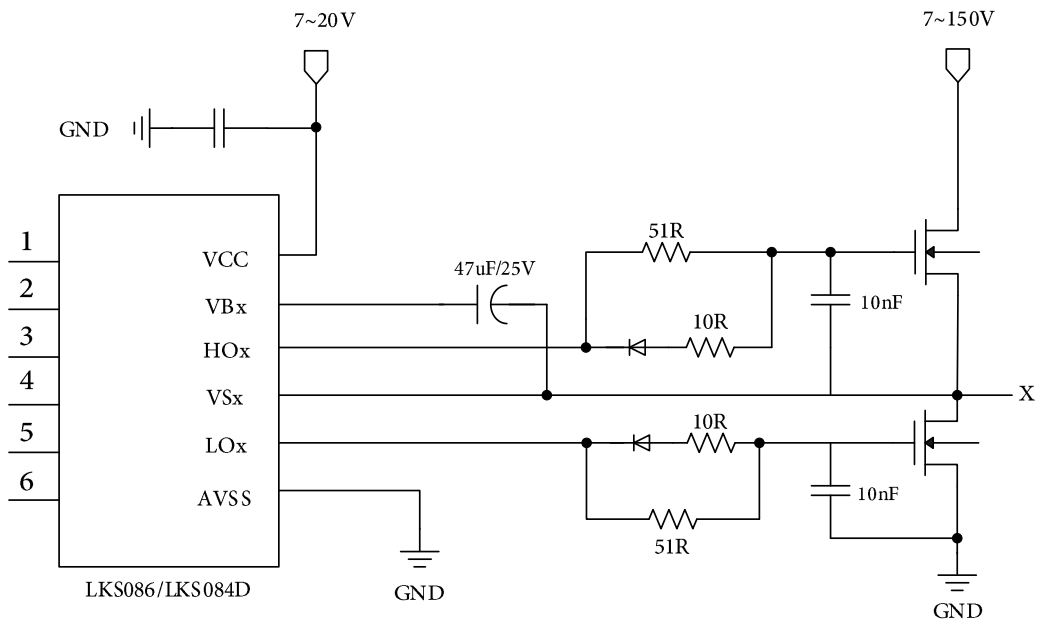 7~20V
7~150V
GND
1
2
3
4
5
6
VCC
VBx
HOx
VSx
LOx
AVSS
47uF/25V
51R
10R
10nF
X
10R
51R
10nF
GND
GND
LKS086/LKS084D